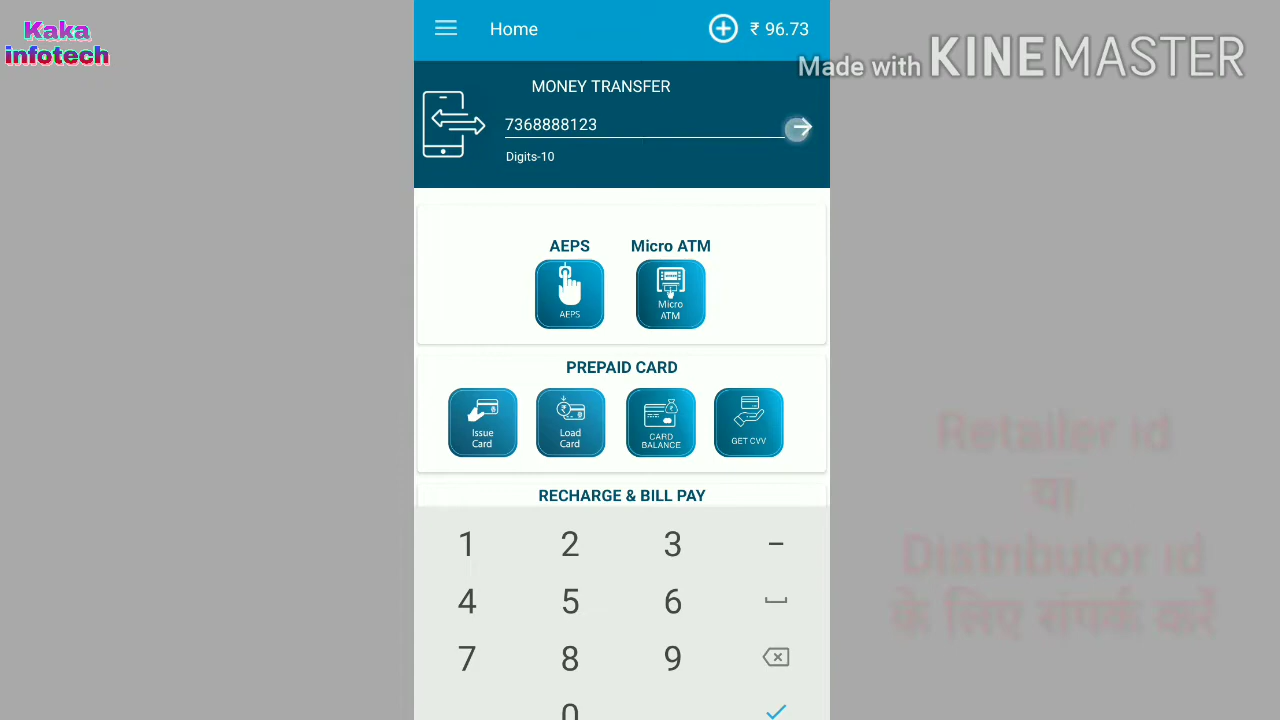 Kaka
infotech
Home
₹ 96.73
Made with KINEMASTER
MONEY TRANSFER
7368888123
Digits-10
AEPS
Micro ATM
AEPS
Micro
ATM
PREPAID CARD
Issue
Card
Load
Card
CARD
BALANCE
GET CVV
RECHARGE & BILL PAY
1 2 3 –
4 5 6
7 8 9
0
Retailer id
या
Distributor id
के लिए संपर्क करें